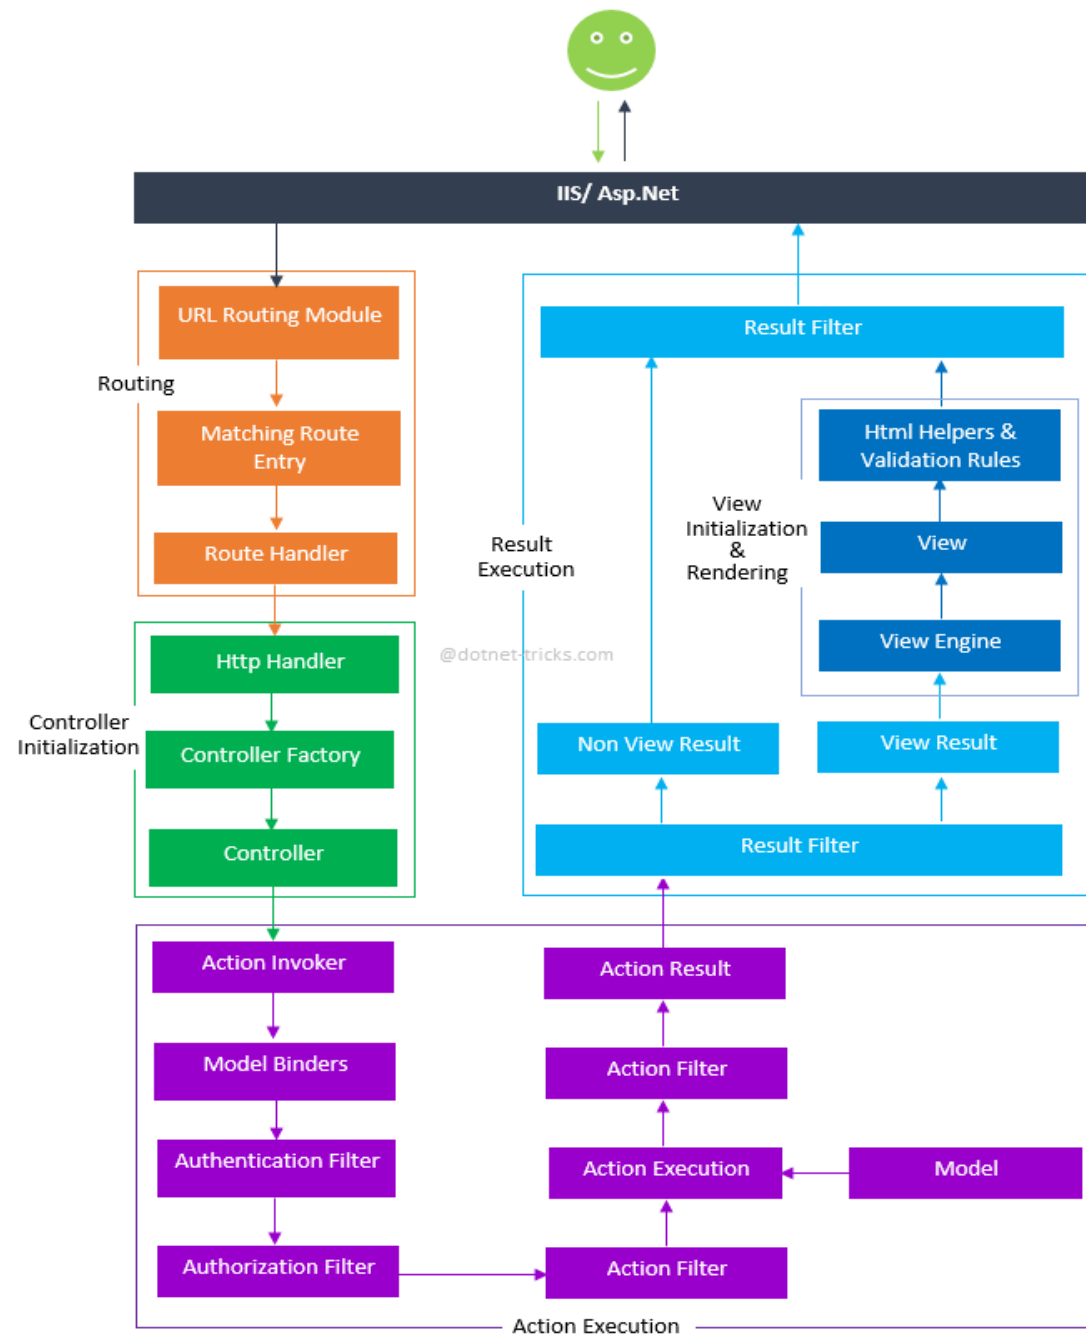 IIS/ Asp.Net
URL Routing Module
Routing
Matching Route
Entry
Route Handler
Http Handler
Controller
Initialization
Controller Factory
Controller
Action Invoker
Model Binders
Authentication Filter
Authorization Filter
Action Filter
Action Execution
Model
Action Filter
Action Result
Action Execution
Result Filter
Non View Result
View Result
View Engine
View
Html Helpers &
Validation Rules
View
Initialization
&
Rendering
Result
Execution
Result Filter
@dotnet-tricks.com